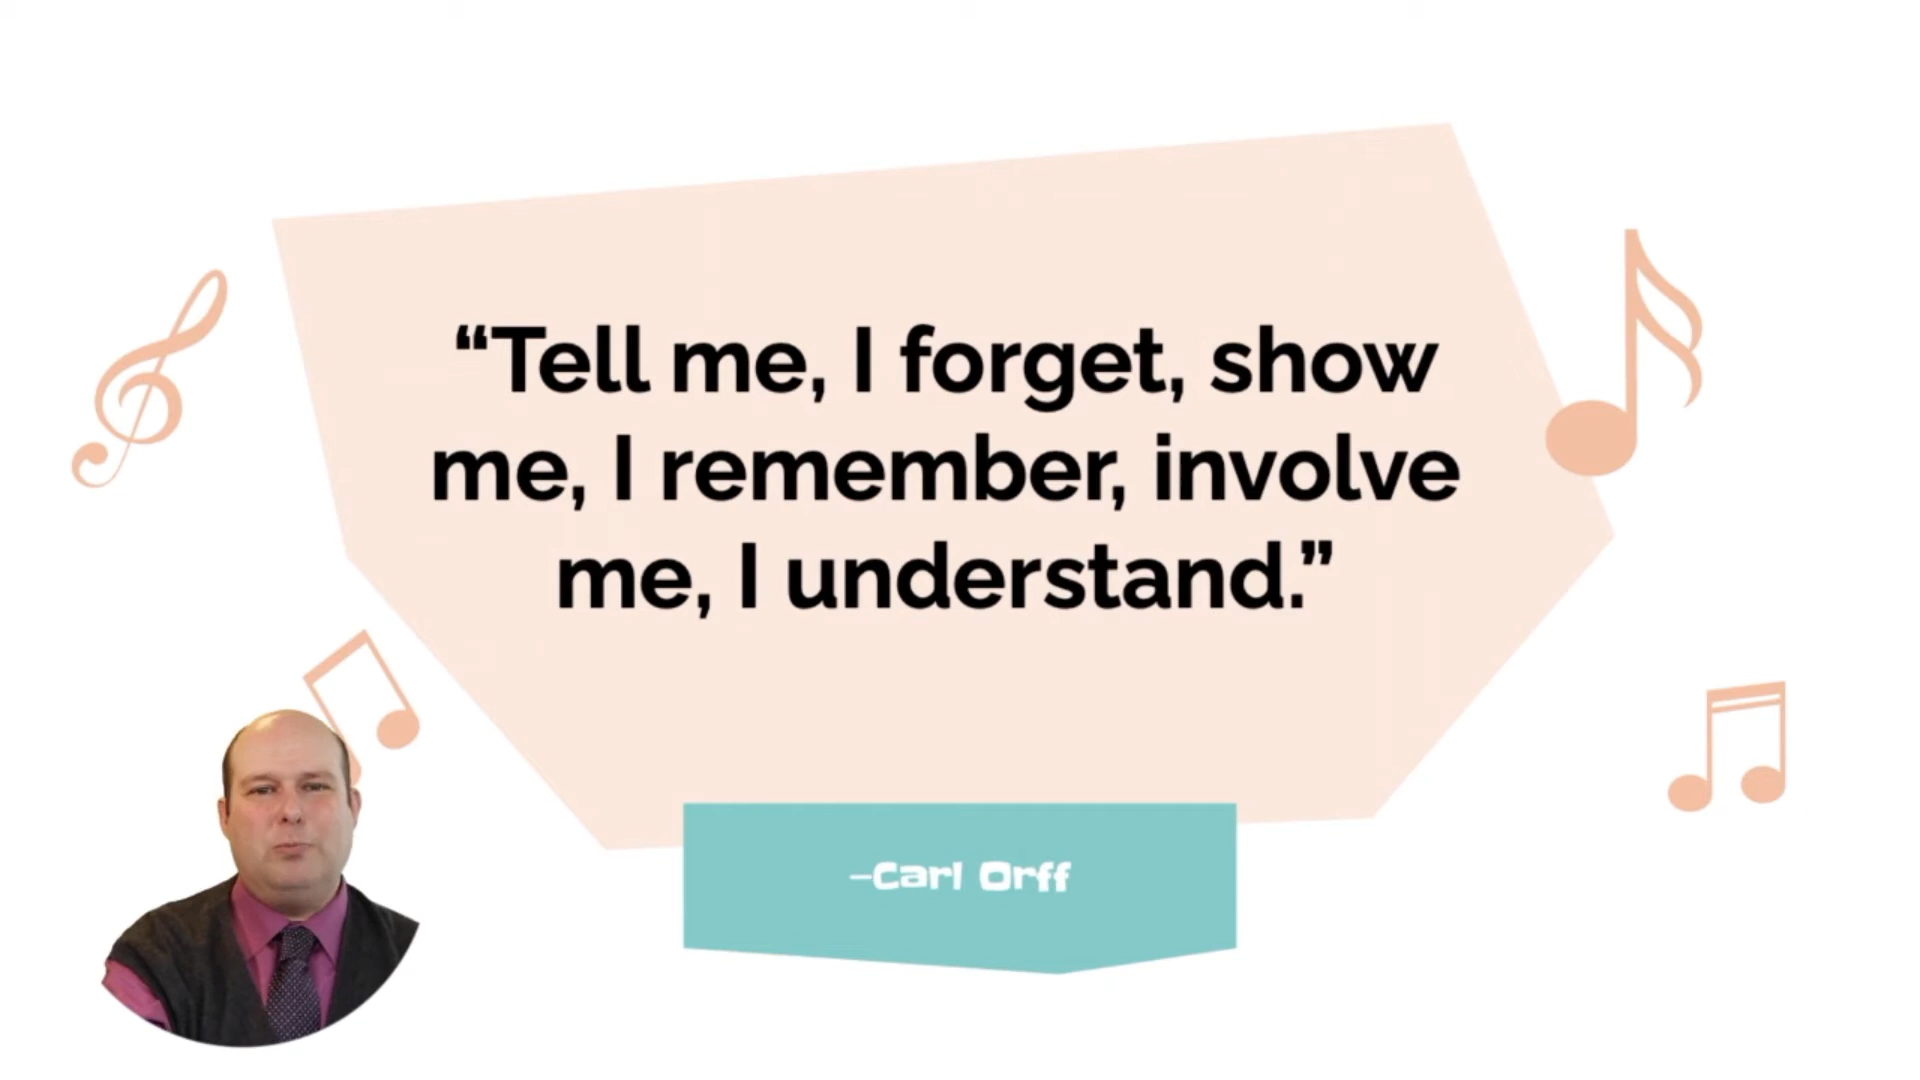 “Tell me, I forget, show
me, I remember, involve
me, I understand.”
–Carl Orff